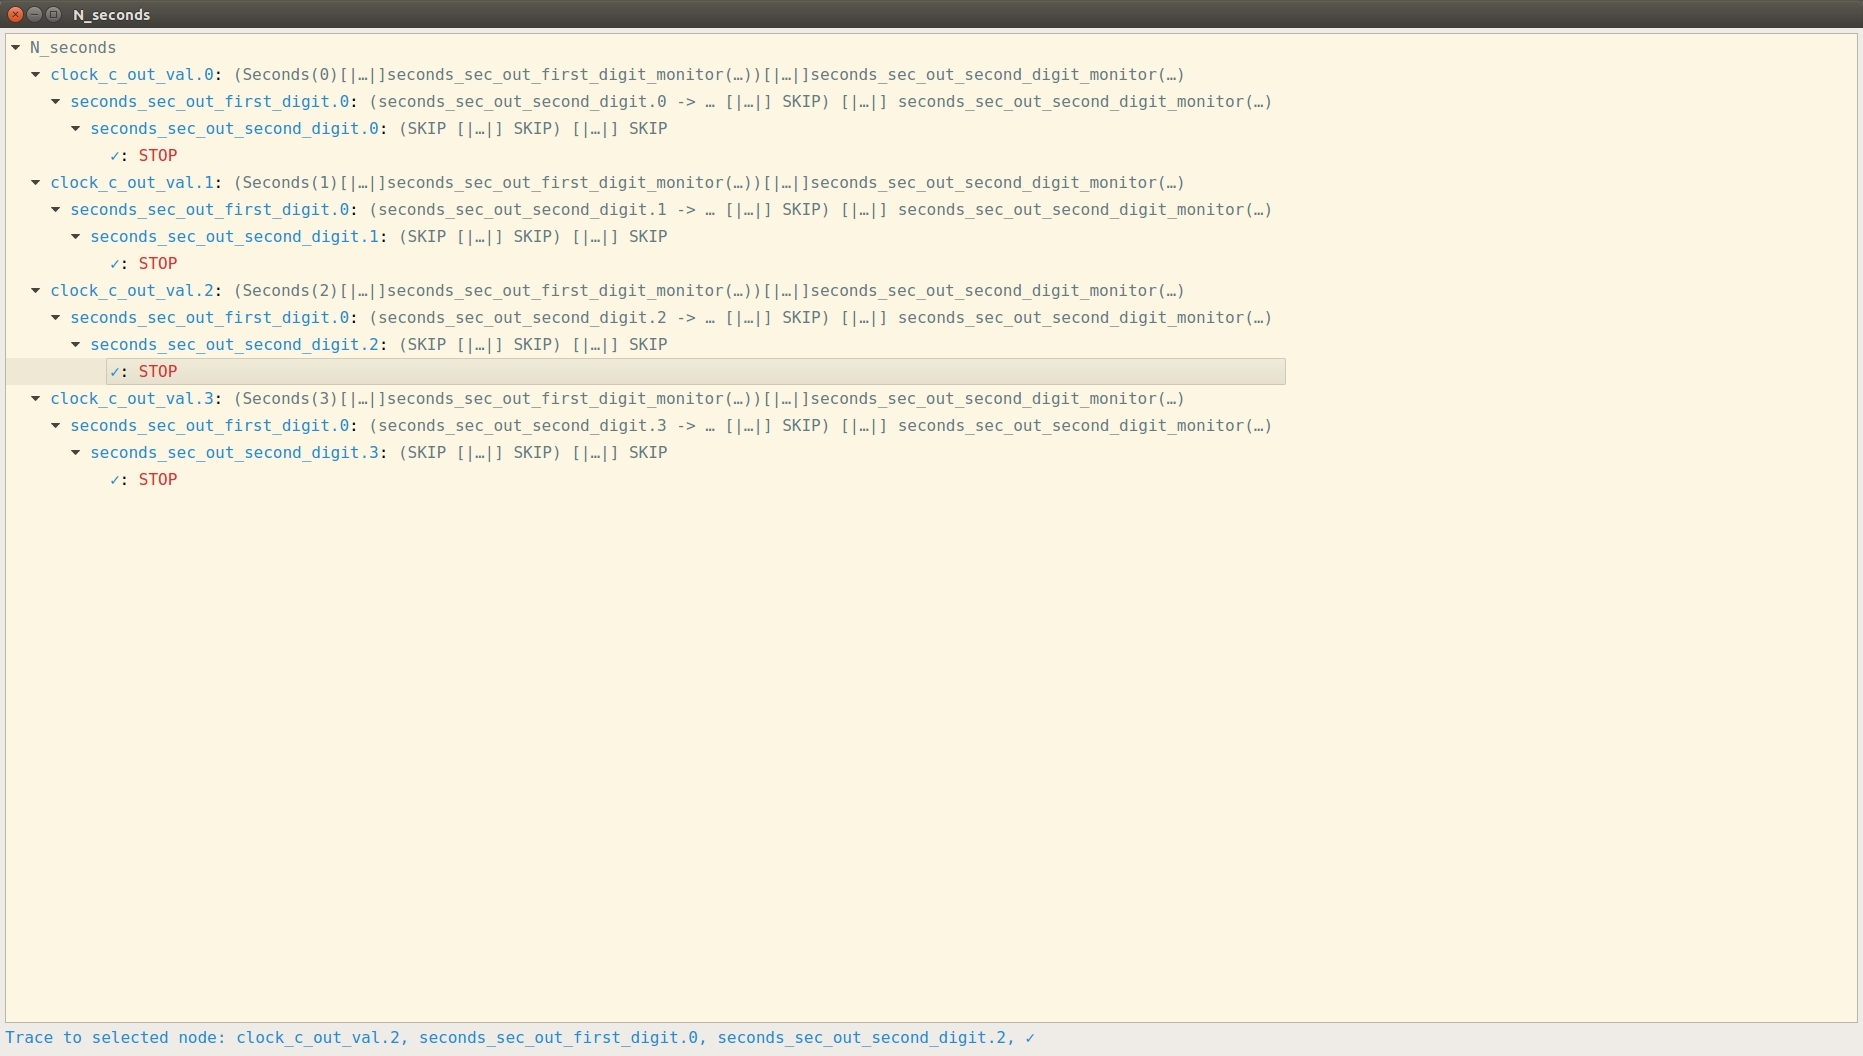 N_seconds
N_seconds
clock_c_out_val.0: (Seconds(0)[|…|]seconds_sec_out_first_digit_monitor(…))[|…|]seconds_sec_out_second_digit_monitor(…)
seconds_sec_out_first_digit.0: (seconds_sec_out_second_digit.0 -> … [|…|] SKIP) [|…|] seconds_sec_out_second_digit_monitor(…)
seconds_sec_out_second_digit.0: (SKIP [|…|] SKIP) [|…|] SKIP
✓: STOP
clock_c_out_val.1: (Seconds(1)[|…|]seconds_sec_out_first_digit_monitor(…))[|…|]seconds_sec_out_second_digit_monitor(…)
seconds_sec_out_first_digit.0: (seconds_sec_out_second_digit.1 -> … [|…|] SKIP) [|…|] seconds_sec_out_second_digit_monitor(…)
seconds_sec_out_second_digit.1: (SKIP [|…|] SKIP) [|…|] SKIP
✓: STOP
clock_c_out_val.2: (Seconds(2)[|…|]seconds_sec_out_first_digit_monitor(…))[|…|]seconds_sec_out_second_digit_monitor(…)
seconds_sec_out_first_digit.0: (seconds_sec_out_second_digit.2 -> … [|…|] SKIP) [|…|] seconds_sec_out_second_digit_monitor(…)
seconds_sec_out_second_digit.2: (SKIP [|…|] SKIP) [|…|] SKIP
✓: STOP
clock_c_out_val.3: (Seconds(3)[|…|]seconds_sec_out_first_digit_monitor(…))[|…|]seconds_sec_out_second_digit_monitor(…)
seconds_sec_out_first_digit.0: (seconds_sec_out_second_digit.3 -> … [|…|] SKIP) [|…|] seconds_sec_out_second_digit_monitor(…)
seconds_sec_out_second_digit.3: (SKIP [|…|] SKIP) [|…|] SKIP
✓: STOP
Trace to selected node: clock_c_out_val.2, seconds_sec_out_first_digit.0, seconds_sec_out_second_digit.2, ✓